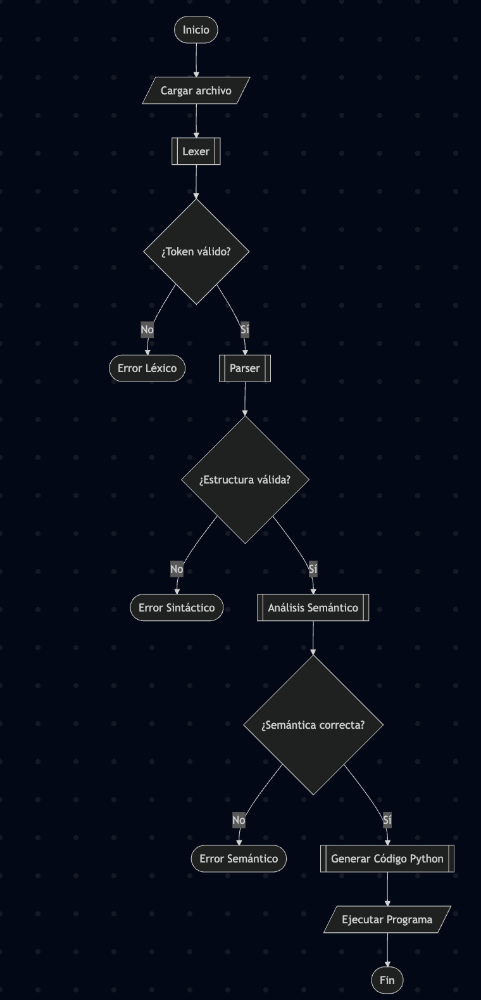 Inicio
Cargar archivo
Lexer
¿Token válido?
No
Sí
Error Léxico
Parser
¿Estructura válida?
No
Sí
Error Sintáctico
Análisis Semántico
¿Semántica correcta?
No
Sí
Error Semántico
Generar Código Python
Ejecutar Programa
Fin